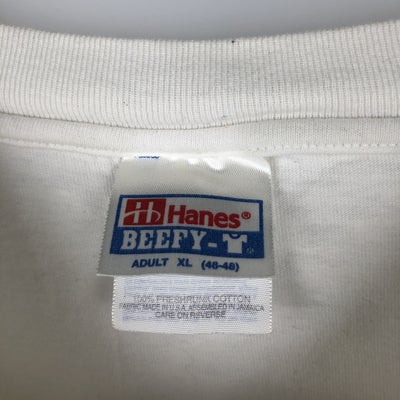 Hanes®
BEEFY-T
ADULT XL (46-48)
100% PRESHRUNK COTTON
FABRIC MADE IN U.S.A. ASSEMBLED IN JAMAICA
CARE ON REVERSE